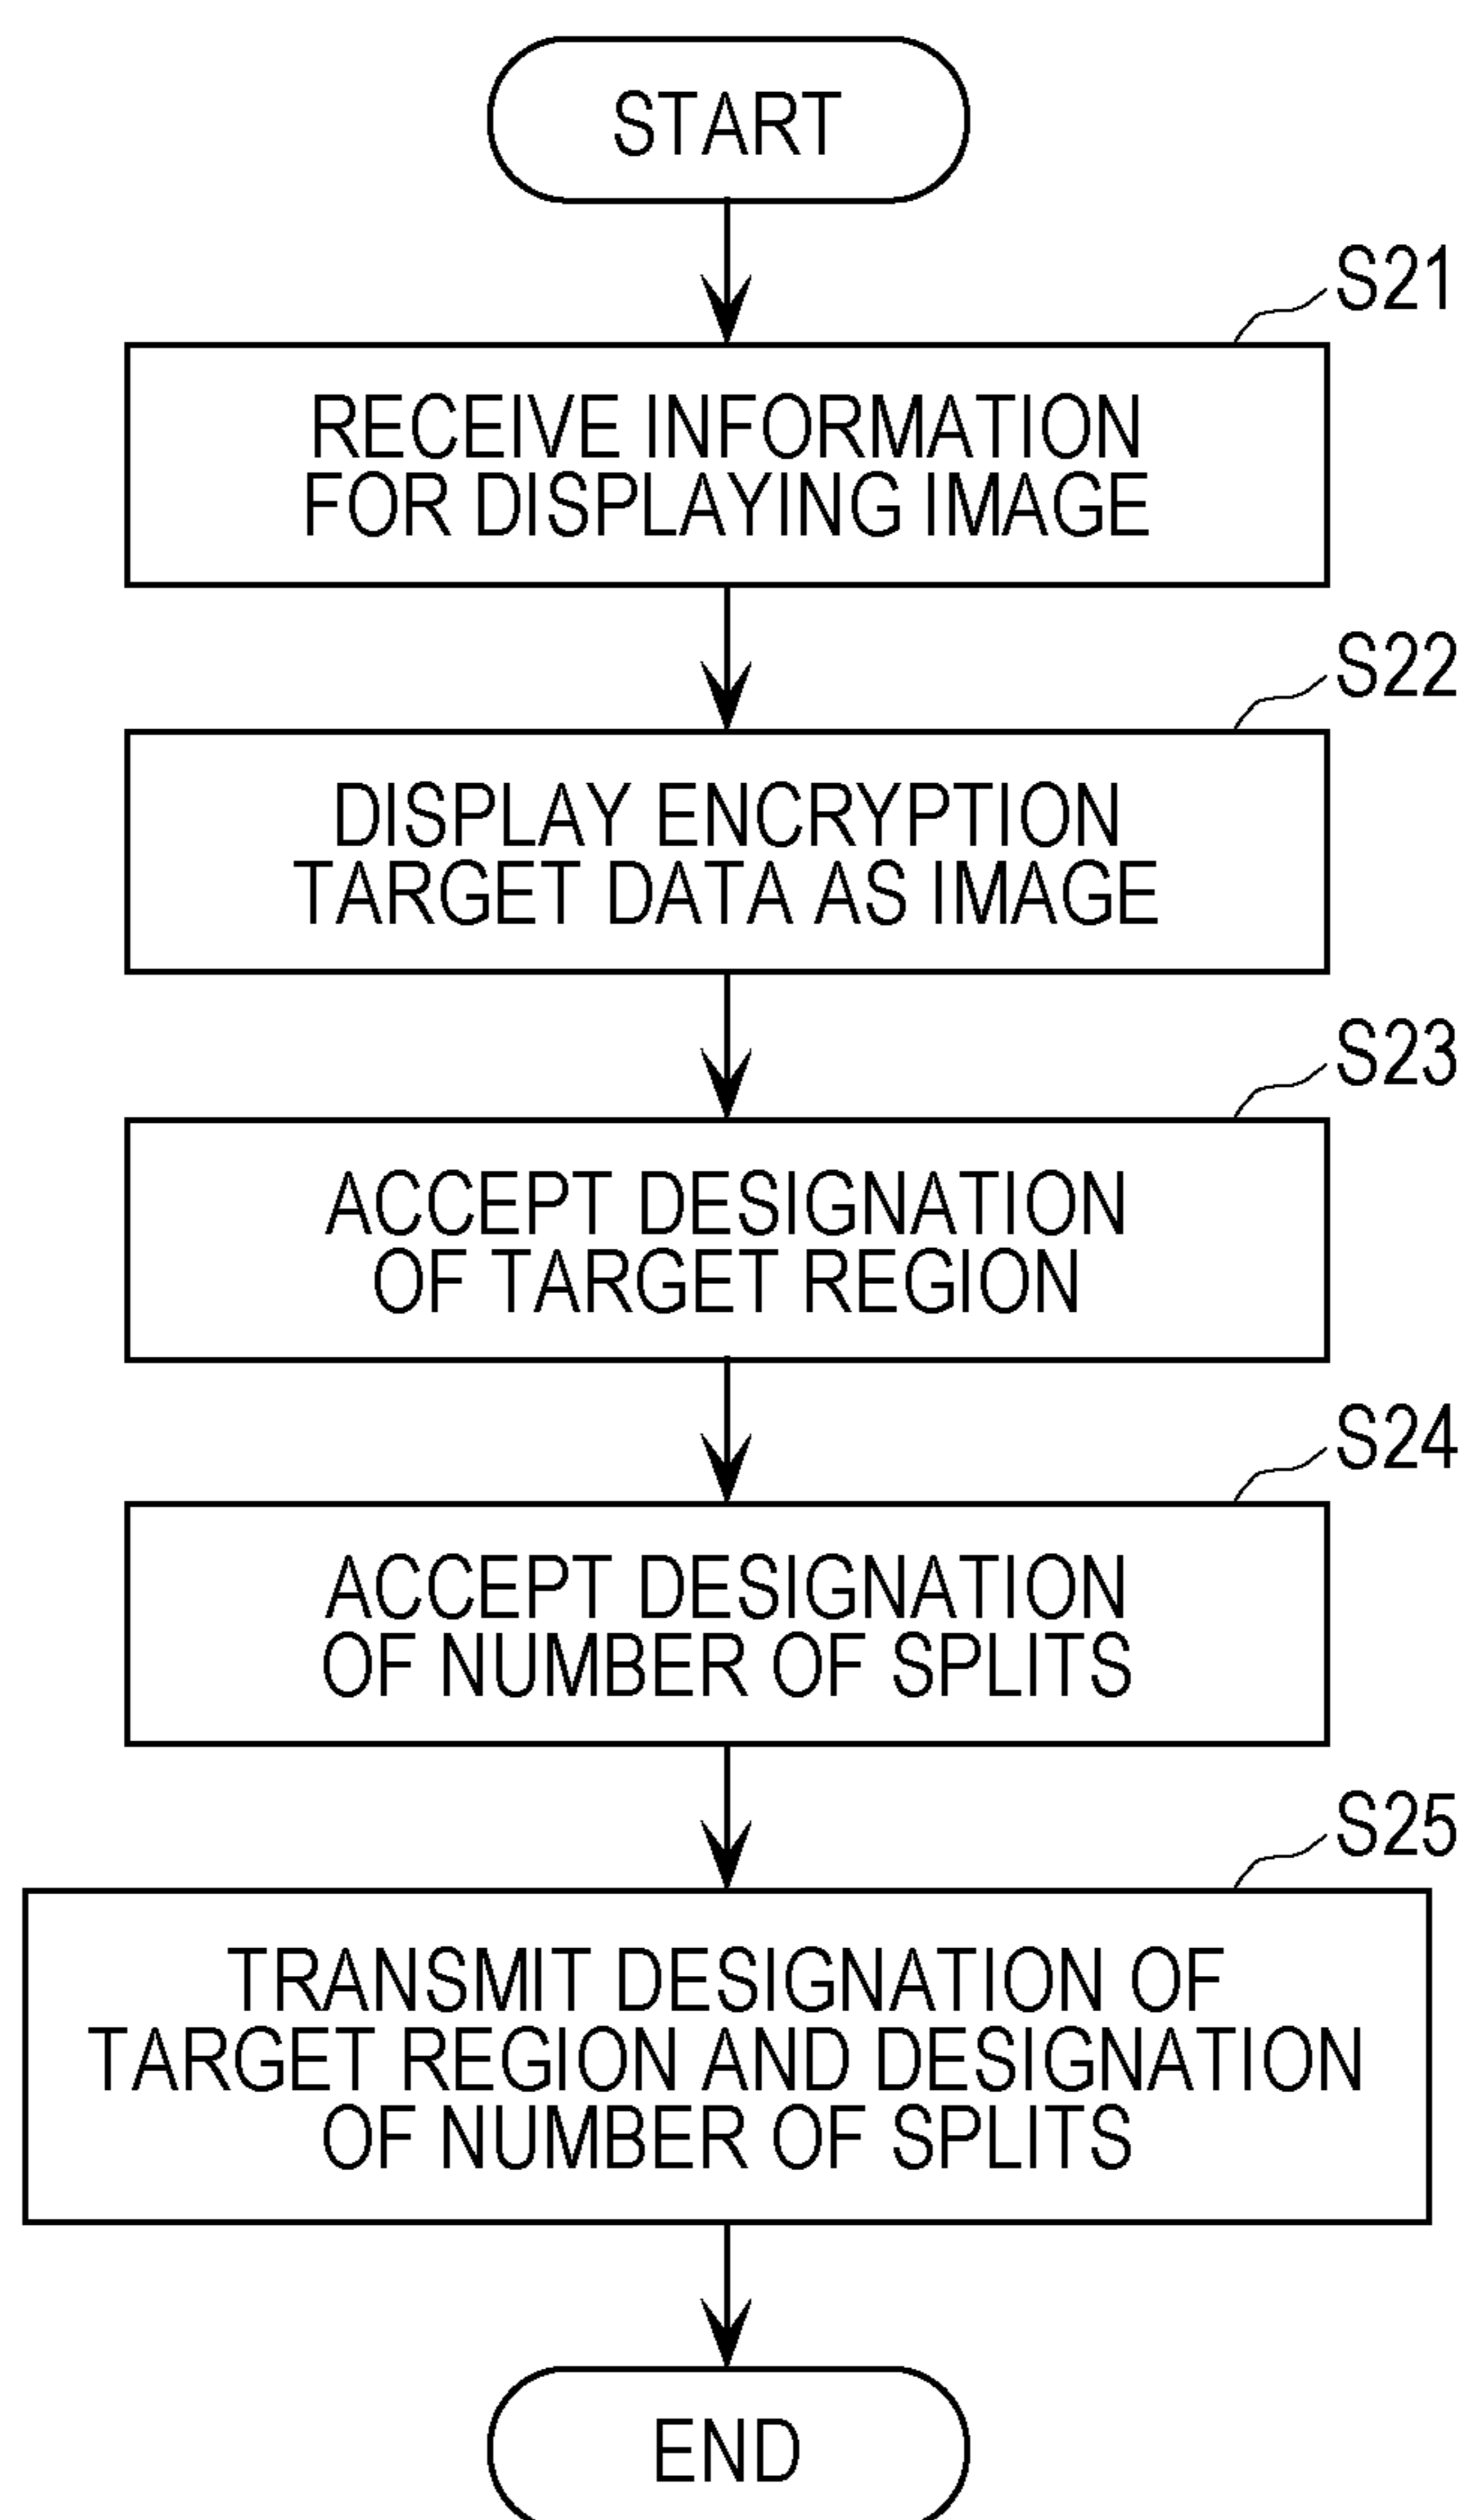 START
S21
RECEIVE INFORMATION
FOR DISPLAYING IMAGE
S22
DISPLAY ENCRYPTION
TARGET DATA AS IMAGE
S23
ACCEPT DESIGNATION
OF TARGET REGION
S24
ACCEPT DESIGNATION
OF NUMBER OF SPLITS
S25
TRANSMIT DESIGNATION OF
TARGET REGION AND DESIGNATION
OF NUMBER OF SPLITS
END